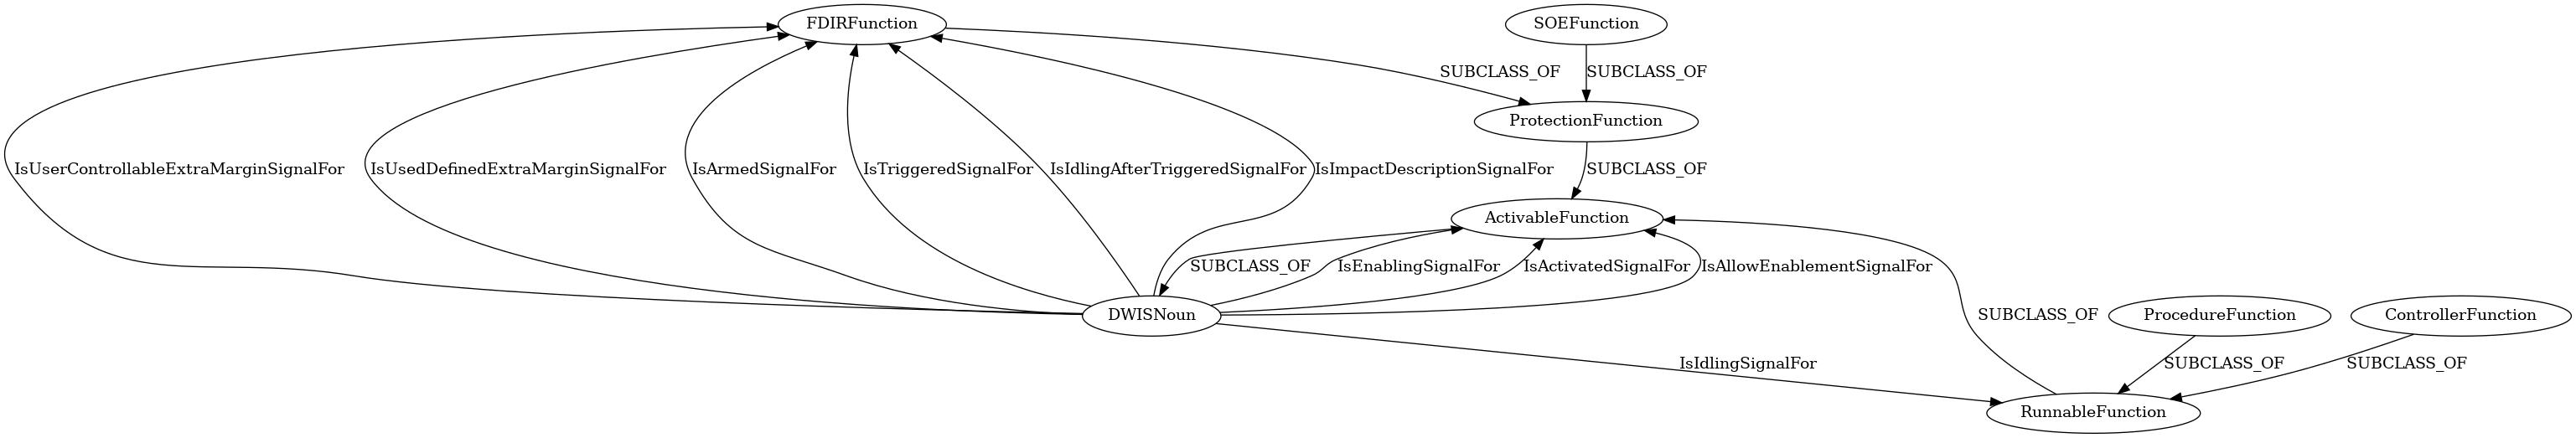 FDIRFunction
SOEFunction
SUBCLASS_OF
SUBCLASS_OF
ProtectionFunction
IsUserControllableExtraMarginSignalFor
IsUsedDefinedExtraMarginSignalFor
IsArmedSignalFor
IsTriggeredSignalFor
IsIdlingAfterTriggeredSignalFor
IsImpactDescriptionSignalFor
SUBCLASS_OF
ActivableFunction
SUBCLASS_OF
IsEnablingSignalFor
IsActivatedSignalFor
IsAllowEnablementSignalFor
DWISNoun
SUBCLASS_OF
ProcedureFunction
ControllerFunction
IsIdlingSignalFor
SUBCLASS_OF
SUBCLASS_OF
RunnableFunction